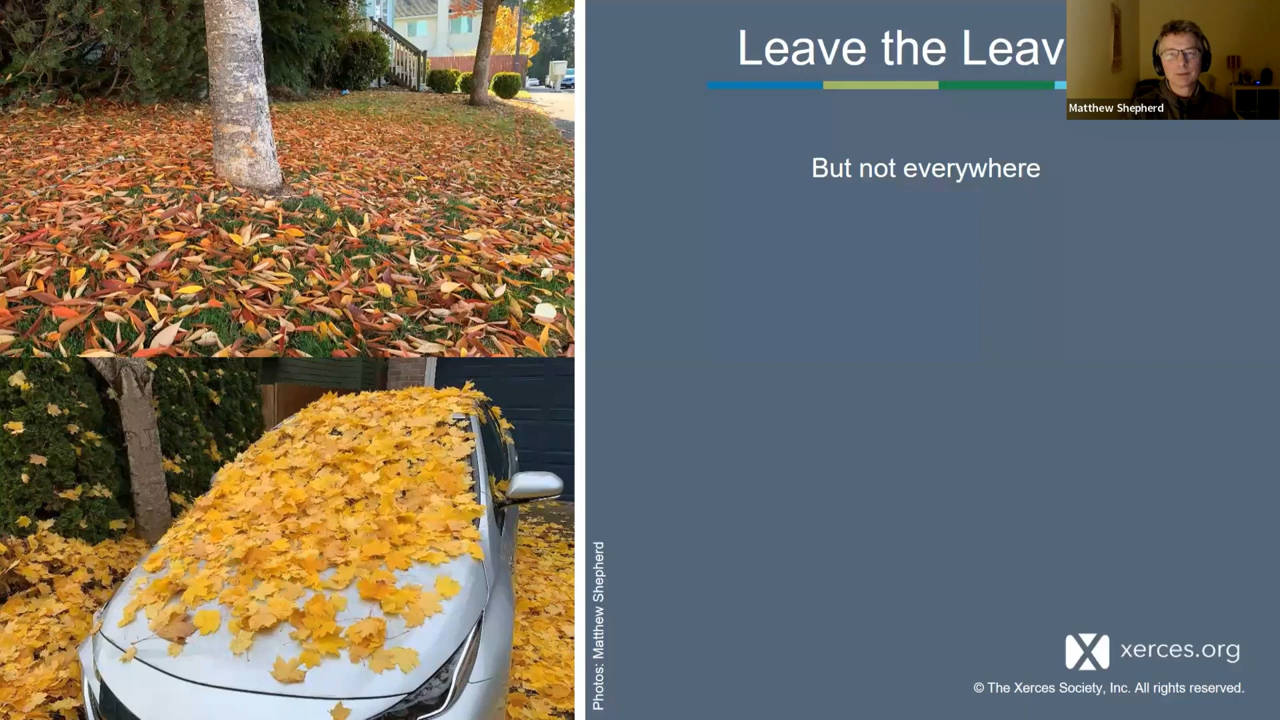 Leave the Leav
Matthew Shepherd
But not everywhere
Photos: Matthew Shepherd
xerces.org
© The Xerces Society, Inc. All rights reserved.